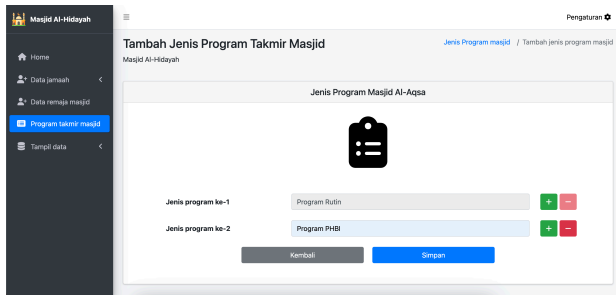 Masjid Al-Hidayah
Pengaturan
Home
Data jamaah
Data remaja masjid
Program takmir masjid
Tampil data
Tambah Jenis Program Takmir Masjid
Masjid Al-Hidayah
Jenis Program masjid / Tambah jenis program masjid
Jenis Program Masjid Al-Aqsa
Jenis program ke-1 Program Rutin + -
Jenis program ke-2 Program PHBI + -
Kembali Simpan